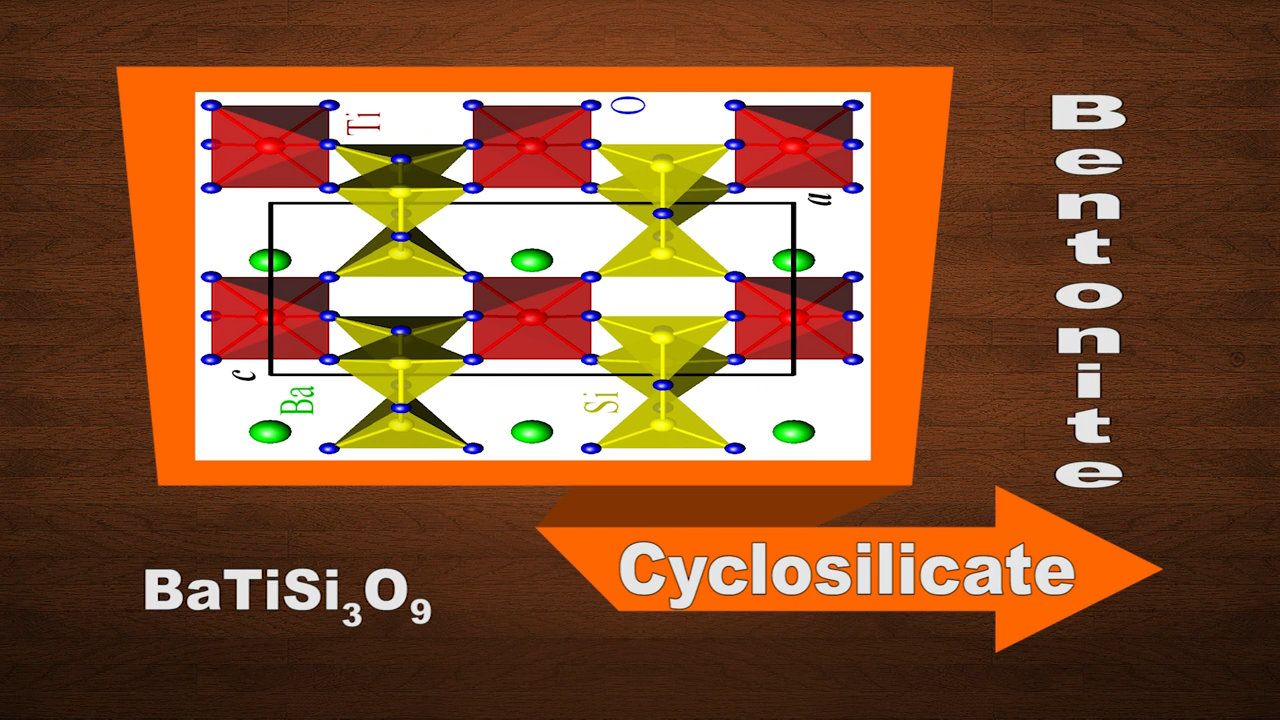 Ti
O
a
c
Ba
Si
Bentonite
BaTiSi₃O₉
Cyclosilicate